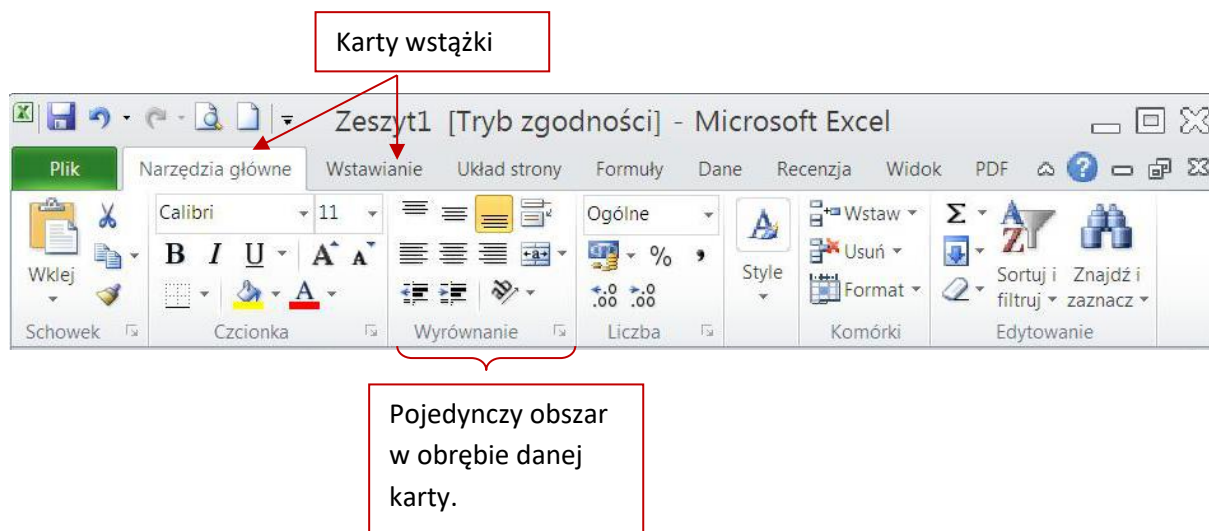 Karty wstążki
Zeszyt1 [Tryb zgodności] - Microsoft Excel
Plik Narzędzia główne Wstawianie Układ strony Formuły Dane Recenzja Widok PDF
Calibri 11 Ogólne Wstaw
B I U A A % , Usuń
Wklej Style Sortuj i Znajdź i
A .00 .00 Format filtruj zaznacz
Schowek Czcionka Wyrównanie Liczba Komórki Edytowanie
Pojedynczy obszar
w obrębie danej
karty.